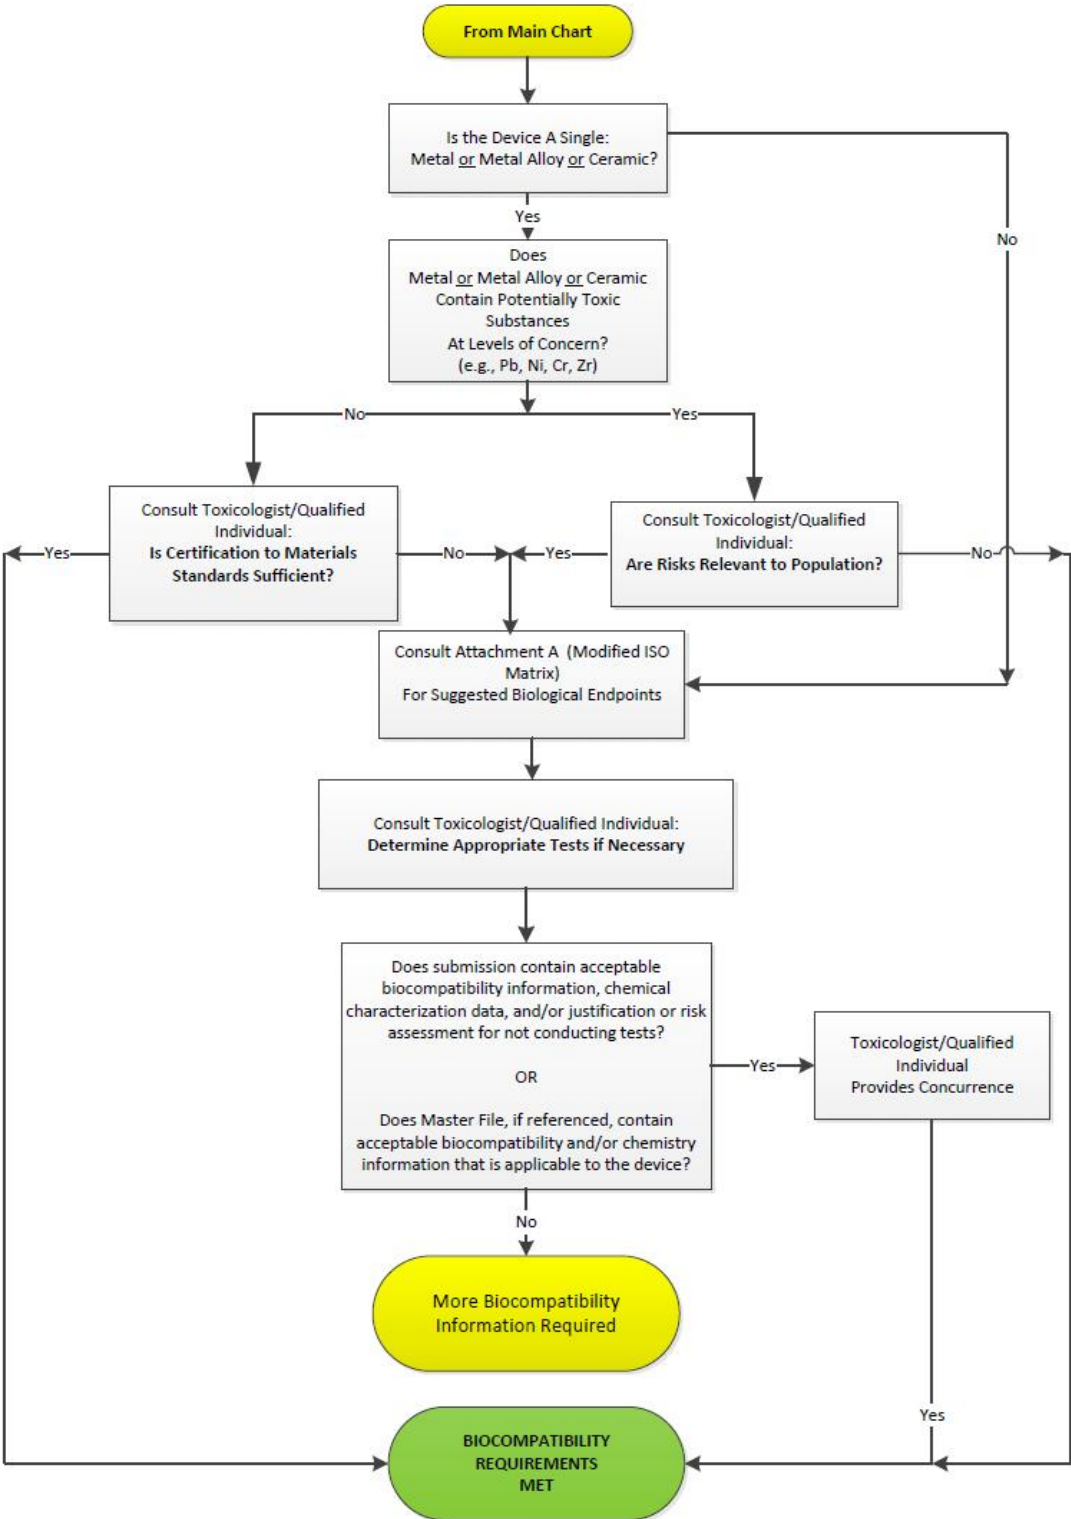 From Main Chart
Is the Device A Single:
Metal or Metal Alloy or Ceramic?
No
Yes
Does
Metal or Metal Alloy or Ceramic
Contain Potentially Toxic
Substances
At Levels of Concern?
(e.g., Pb, Ni, Cr, Zr)
No
Yes
Consult Toxicologist/Qualified
Individual:
Is Certification to Materials
Standards Sufficient?
Yes
No
Consult Toxicologist/Qualified
Individual:
Are Risks Relevant to Population?
Yes
No
Consult Attachment A (Modified ISO
Matrix)
For Suggested Biological Endpoints
Consult Toxicologist/Qualified Individual:
Determine Appropriate Tests if Necessary
Does submission contain acceptable
biocompatibility information, chemical
characterization data, and/or justification or risk
assessment for not conducting tests?
OR
Does Master File, if referenced, contain
acceptable biocompatibility and/or chemistry
information that is applicable to the device?
Yes
Toxicologist/Qualified
Individual
Provides Concurrence
No
More Biocompatibility
Information Required
Yes
BIOCOMPATIBILITY
REQUIREMENTS
MET